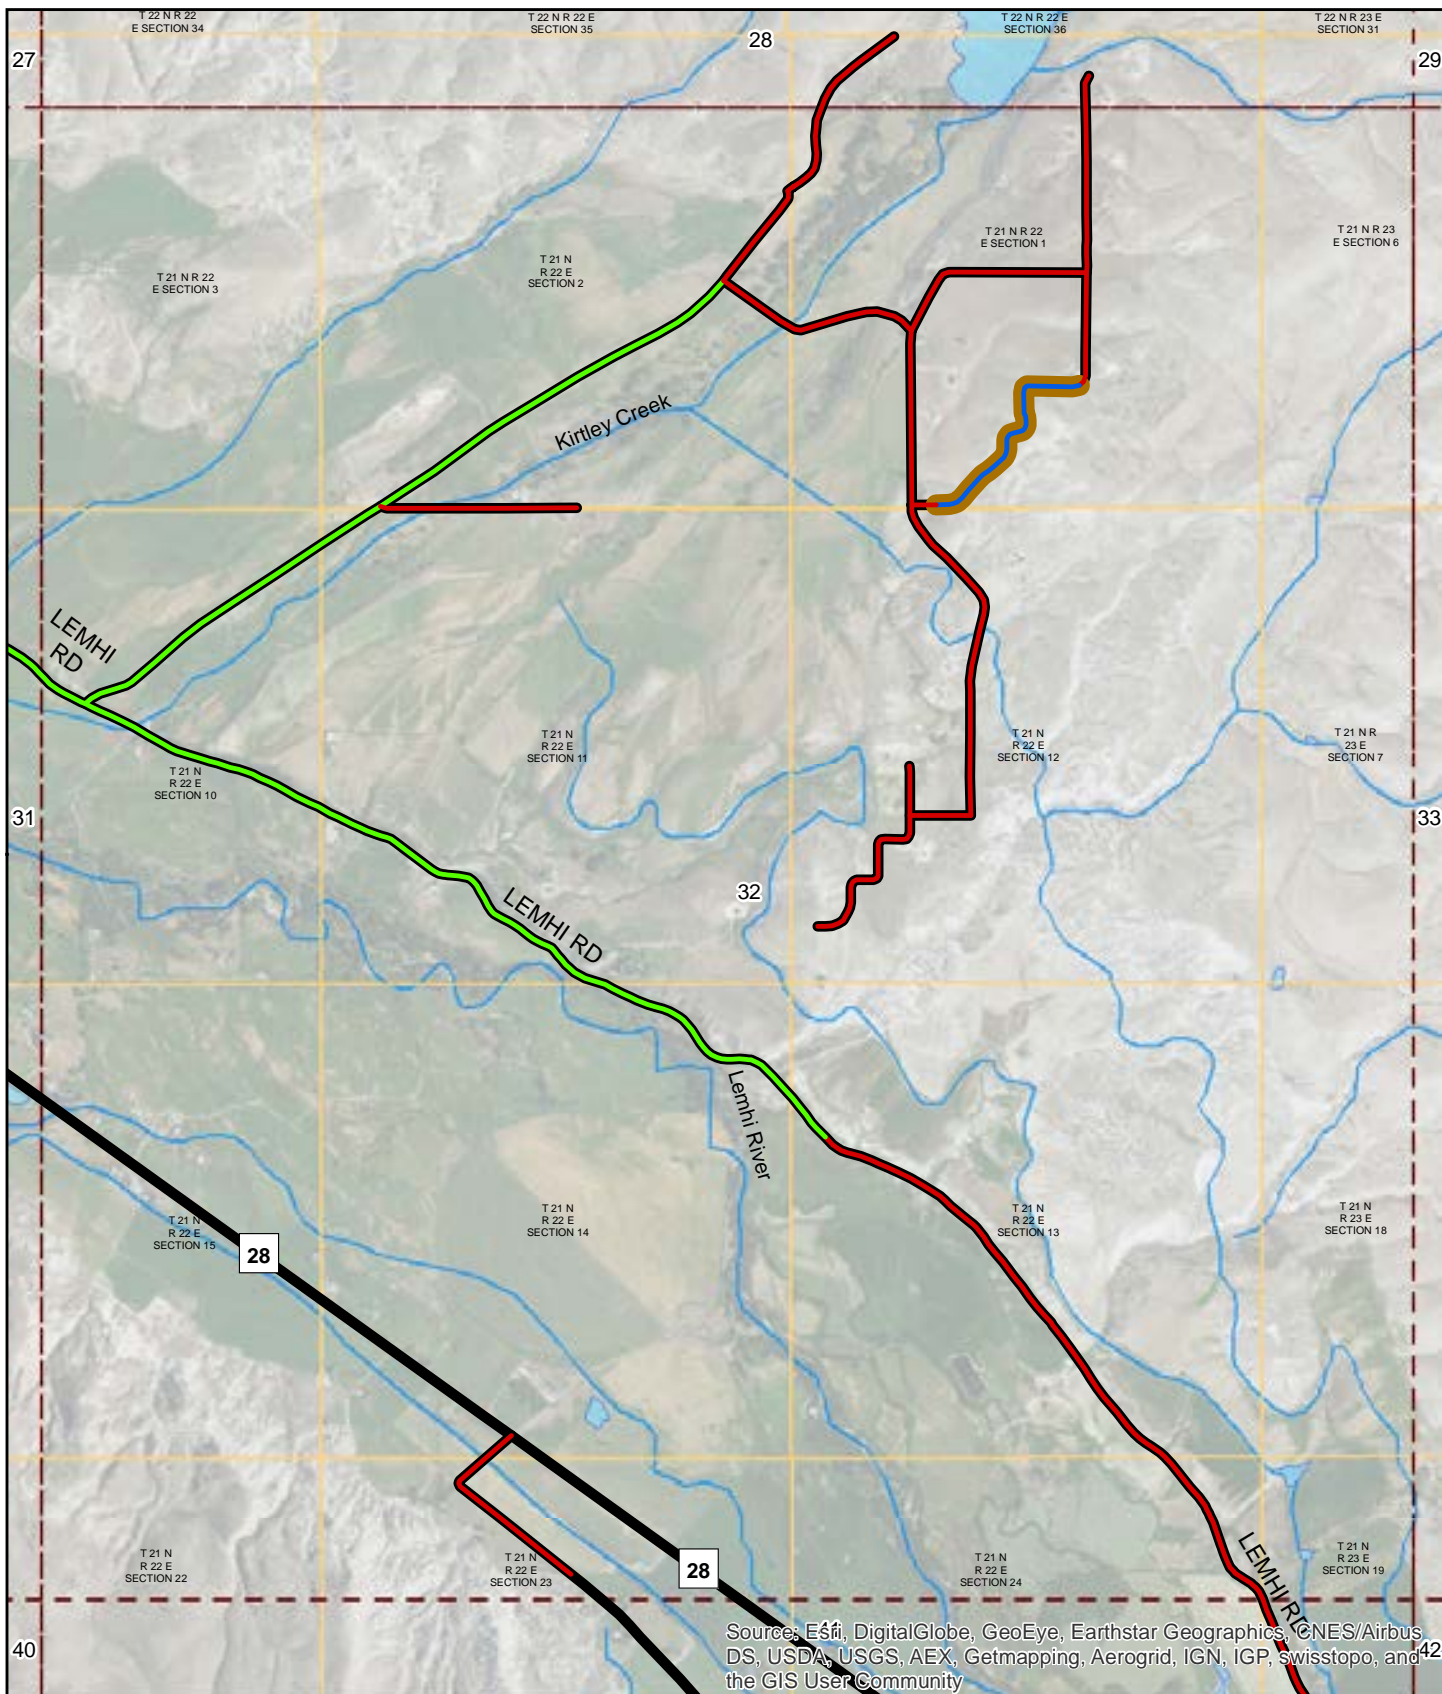 T 22 N R 22
E SECTION 34
T 22 N R 22 E
SECTION 35
T 22 N R 22 E
SECTION 36
T 22 N R 23 E
SECTION 31
27
28
29
T 21 N R 22
E SECTION 3
T 21 N
R 22 E
SECTION 2
T 21 N R 22
E SECTION 1
T 21 N R 23
E SECTION 6
Kirtley Creek
LEMHI
RD
T 21 N
R 22 E
SECTION 10
T 21 N
R 22 E
SECTION 11
T 21 N
R 22 E
SECTION 12
T 21 N R
23 E
SECTION 7
31
32
33
LEMHI RD
Lemhi River
T 21 N
R 22 E
SECTION 15
T 21 N
R 22 E
SECTION 14
T 21 N
R 22 E
SECTION 13
T 21 N
R 23 E
SECTION 18
28
28
T 21 N
R 22 E
SECTION 22
T 21 N
R 22 E
SECTION 23
T 21 N
R 22 E
SECTION 24
T 21 N
R 23 E
SECTION 19
LEMHI RD
40
41
42
Source: Esri, DigitalGlobe, GeoEye, Earthstar Geographics, CNES/Airbus
DS, USDA, USGS, AEX, Getmapping, Aerogrid, IGN, IGP, swisstopo, and
the GIS User Community